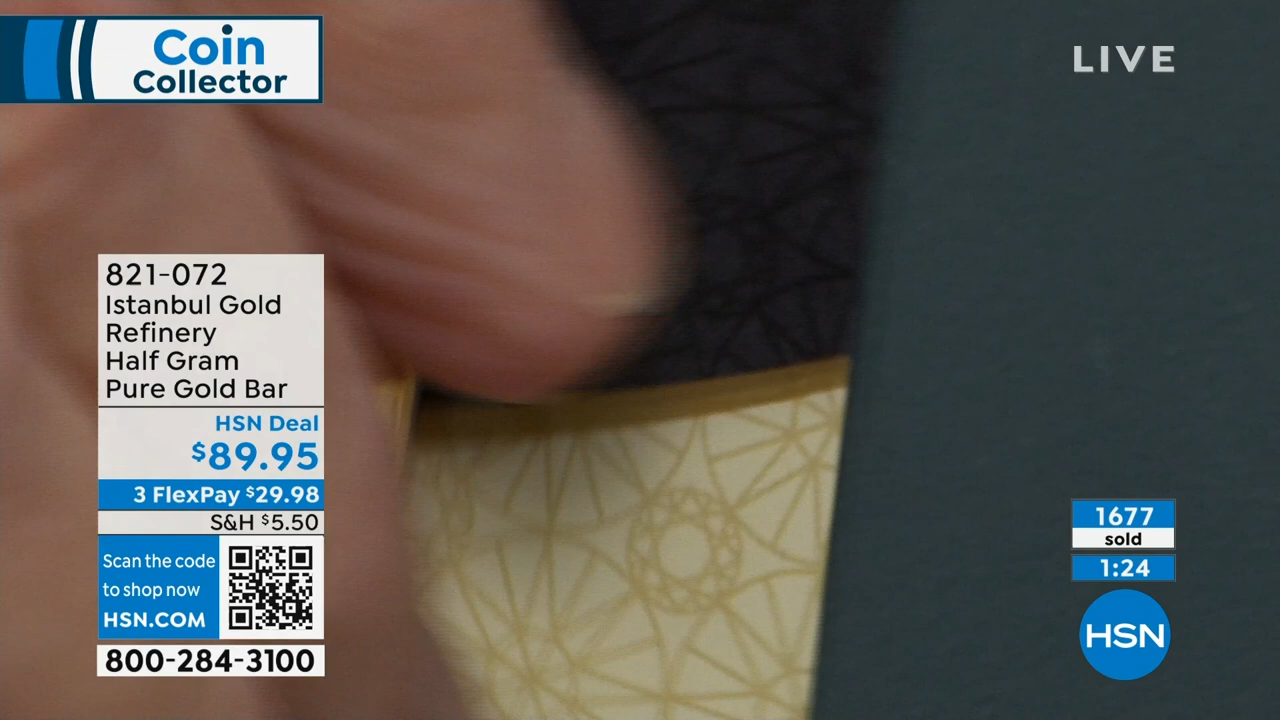 Coin
Collector
LIVE
821-072
Istanbul Gold
Refinery
Half Gram
Pure Gold Bar
HSN Deal
$89.95
3 FlexPay $29.98
S&H $5.50
Scan the code
to shop now
HSN.COM
800-284-3100
1677
sold
1:24
HSN